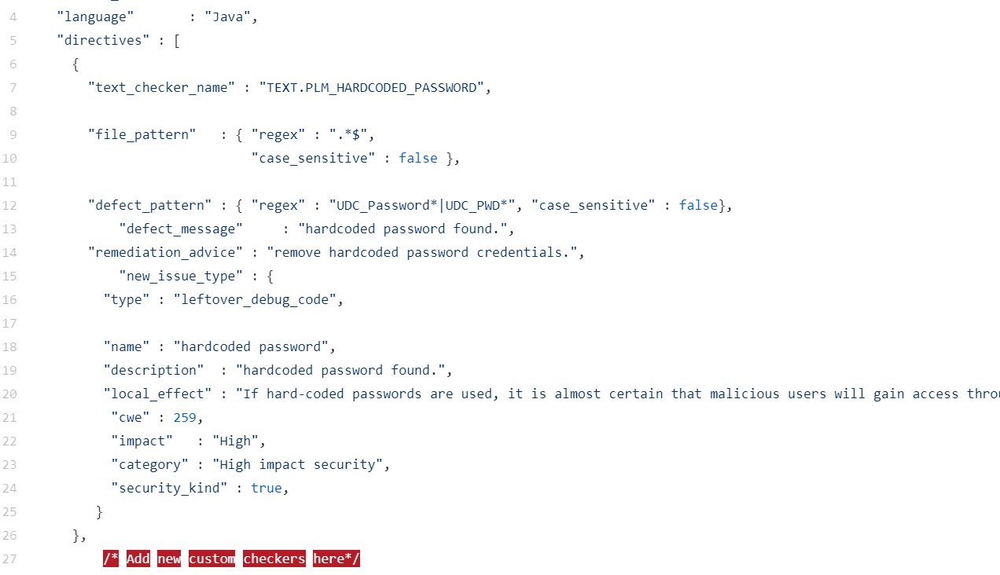 4 "language" : "Java",
5 "directives" : [
6 {
7 "text_checker_name" : "TEXT.PLM_HARDCODED_PASSWORD",
8
9 "file_pattern" : { "regex" : ".*$",
10 "case_sensitive" : false },
11
12 "defect_pattern" : { "regex" : "UDC_Password*|UDC_PWD*", "case_sensitive" : false},
13 "defect_message" : "hardcoded password found.",
14 "remediation_advice" : "remove hardcoded password credentials.",
15 "new_issue_type" : {
16 "type" : "leftover_debug_code",
17
18 "name" : "hardcoded password",
19 "description" : "hardcoded password found.",
20 "local_effect" : "If hard-coded passwords are used, it is almost certain that malicious users will gain access throu
21 "cwe" : 259,
22 "impact" : "High",
23 "category" : "High impact security",
24 "security_kind" : true,
25 }
26 },
27 /* Add new custom checkers here*/